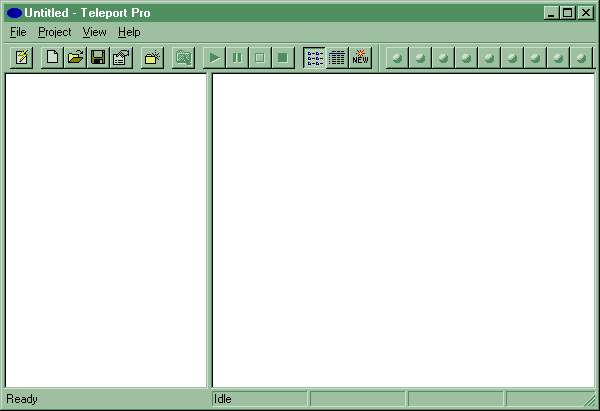 Untitled - Teleport Pro
File Project View Help
NEW
Ready Idle